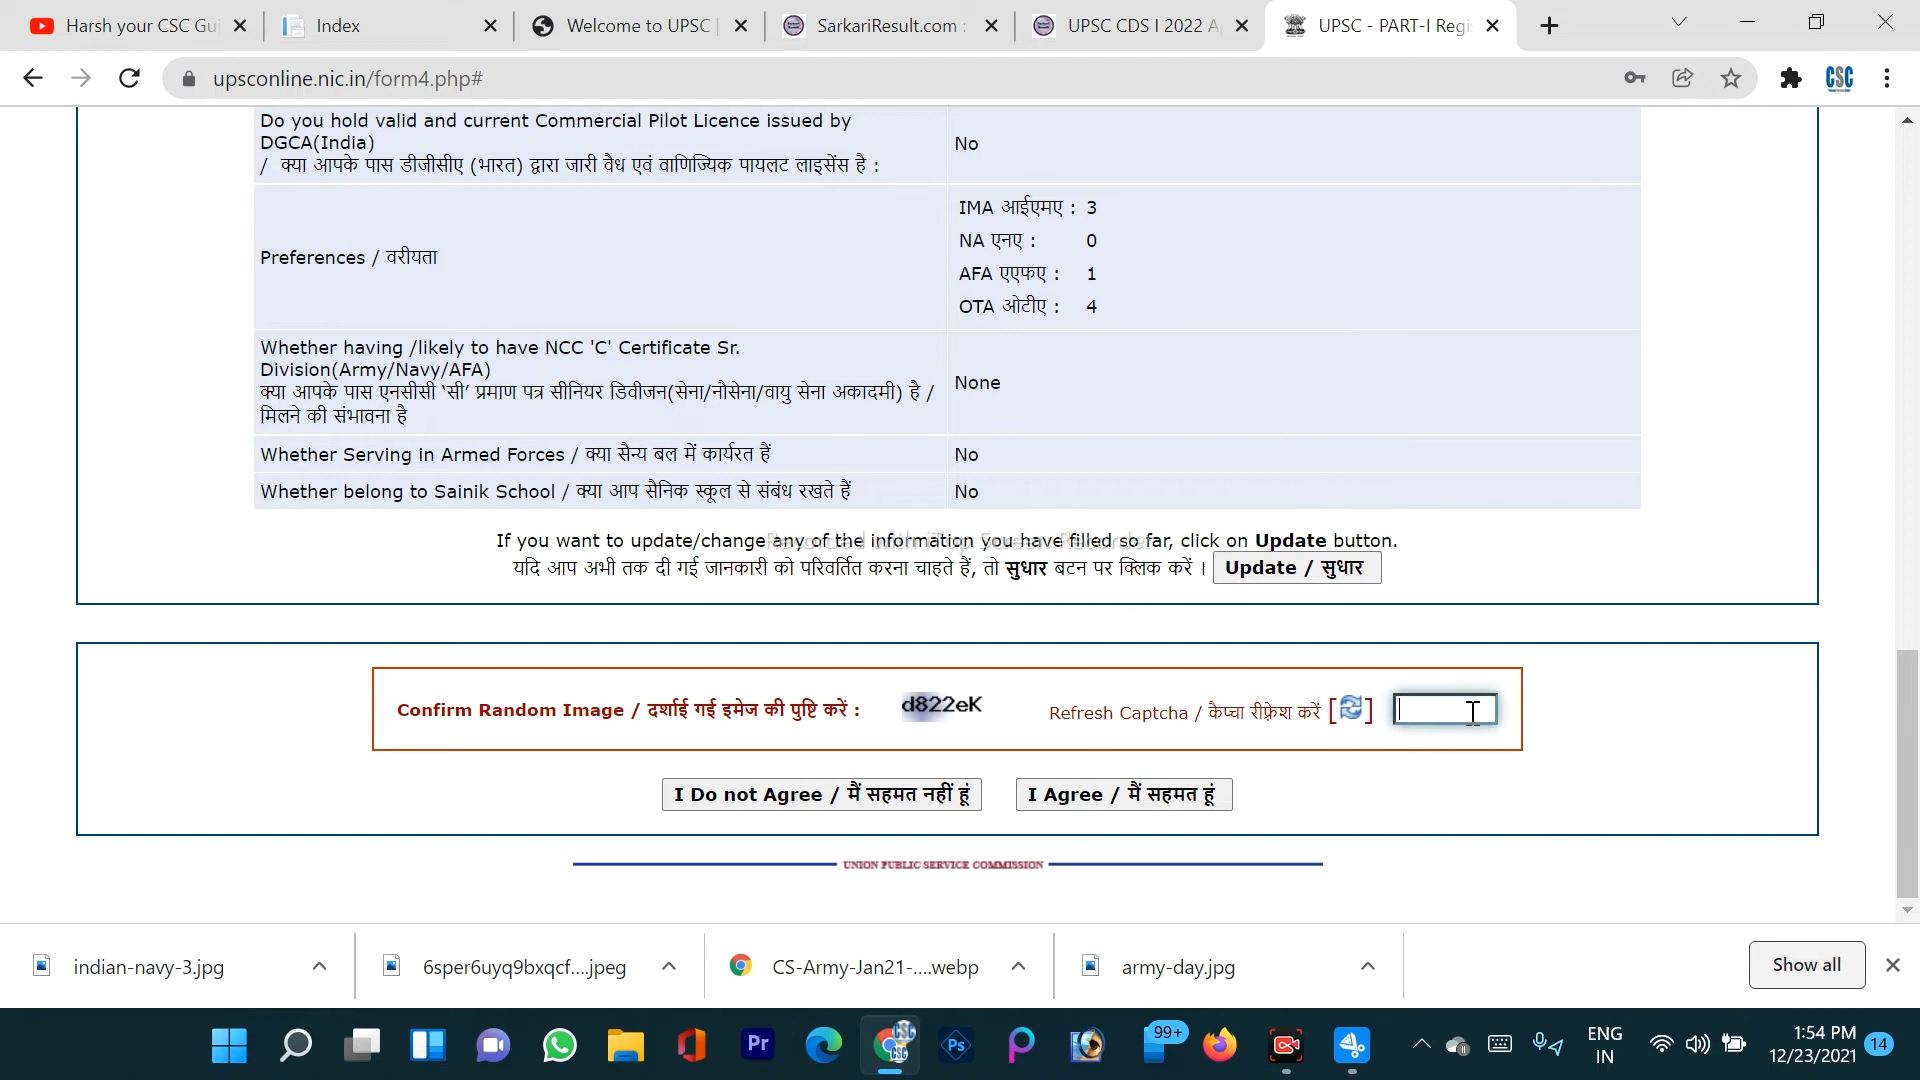 Harsh your CSC Gu
Index
Welcome to UPSC
SarkariResult.com :
UPSC CDS I 2022 A
UPSC - PART-I Regi
upsconline.nic.in/form4.php#
CSC
Do you hold valid and current Commercial Pilot Licence issued by
DGCA(India)
/ क्या आपके पास डीजीसीए (भारत) द्वारा जारी वैध एवं वाणिज्यिक पायलट लाइसेंस है :
No
Preferences / वरीयता
IMA आईएमए : 3
NA एनए : 0
AFA एएफए : 1
OTA ओटीए : 4
Whether having /likely to have NCC 'C' Certificate Sr.
Division(Army/Navy/AFA)
क्या आपके पास एनसीसी ‘सी’ प्रमाण पत्र सीनियर डिवीजन(सेना/नौसेना/वायु सेना अकादमी) है /
मिलने की संभावना है
None
Whether Serving in Armed Forces / क्या सैन्य बल में कार्यरत हैं
No
Whether belong to Sainik School / क्या आप सैनिक स्कूल से संबंध रखते हैं
No
If you want to update/change any of the information you have filled so far, click on Update button.
Recorded with iTop Screen Recorder
यदि आप अभी तक दी गई जानकारी को परिवर्तित करना चाहते हैं, तो सुधार बटन पर क्लिक करें । Update / सुधार
Confirm Random Image / दर्शाई गई इमेज की पुष्टि करें :
d822eK
Refresh Captcha / कैप्चा रीफ़्रेश करें [ ]
I Do not Agree / मैं सहमत नहीं हूं
I Agree / मैं सहमत हूं
UNION PUBLIC SERVICE COMMISSION
indian-navy-3.jpg
6sper6uyq9bxqcf....jpeg
CS-Army-Jan21-....webp
army-day.jpg
Show all
Pr
CSC
Ps
99+
ENG
IN
1:54 PM
12/23/2021
14